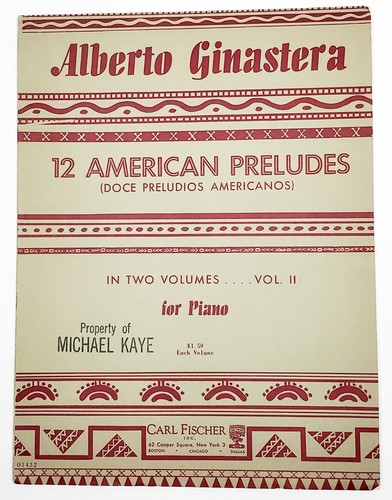 Alberto Ginastera
12 AMERICAN PRELUDES
(DOCE PRELUDIOS AMERICANOS)
IN TWO VOLUMES . . . . VOL. II
for Piano
Property of
MICHAEL KAYE
$1.50
Each Volume
CARL FISCHER
INC.
62 Cooper Square, New York 3
BOSTON • CHICAGO • DALLAS
03432